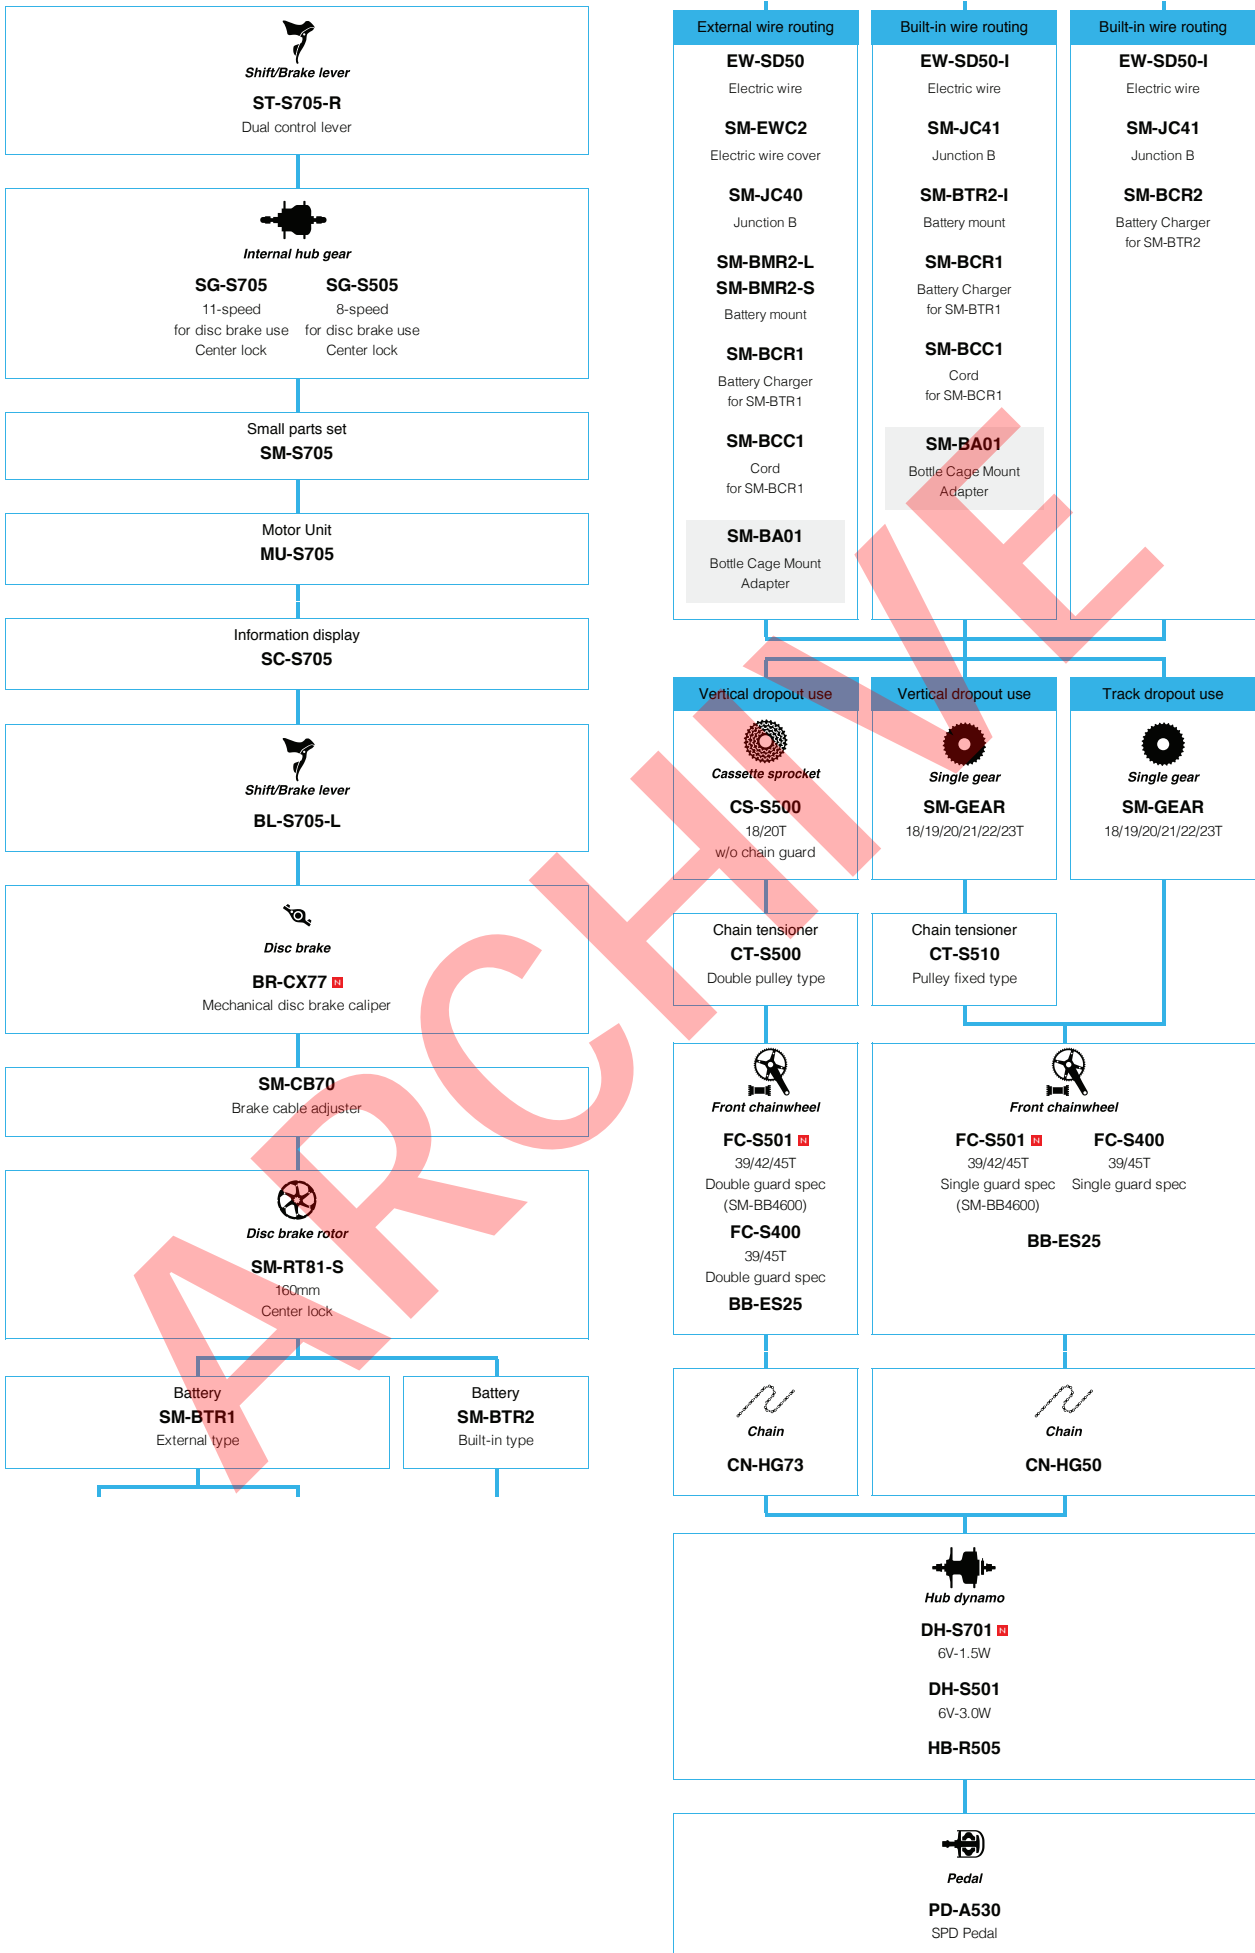 Shift/Brake lever
ST-S705-R
Dual control lever
Internal hub gear
SG-S705 SG-S505
11-speed 8-speed
for disc brake use for disc brake use
Center lock Center lock
Small parts set
SM-S705
Motor Unit
MU-S705
Information display
SC-S705
Shift/Brake lever
BL-S705-L
Disc brake
BR-CX77 N
Mechanical disc brake caliper
SM-CB70
Brake cable adjuster
Disc brake rotor
SM-RT81-S
160mm
Center lock
Battery
SM-BTR1
External type
Battery
SM-BTR2
Built-in type
External wire routing
EW-SD50
Electric wire
SM-EWC2
Electric wire cover
SM-JC40
Junction B
SM-BMR2-L
SM-BMR2-S
Battery mount
SM-BCR1
Battery Charger
for SM-BTR1
SM-BCC1
Cord
for SM-BCR1
SM-BA01
Bottle Cage Mount
Adapter
Built-in wire routing
EW-SD50-I
Electric wire
SM-JC41
Junction B
SM-BTR2-I
Battery mount
SM-BCR1
Battery Charger
for SM-BTR1
SM-BCC1
Cord
for SM-BCR1
SM-BA01
Bottle Cage Mount
Adapter
Built-in wire routing
EW-SD50-I
Electric wire
SM-JC41
Junction B
SM-BCR2
Battery Charger
for SM-BTR2
Vertical dropout use
Cassette sprocket
CS-S500
18/20T
w/o chain guard
Vertical dropout use
Single gear
SM-GEAR
18/19/20/21/22/23T
Track dropout use
Single gear
SM-GEAR
18/19/20/21/22/23T
Chain tensioner
CT-S500
Double pulley type
Chain tensioner
CT-S510
Pulley fixed type
Front chainwheel
FC-S501 N
39/42/45T
Double guard spec
(SM-BB4600)
FC-S400
39/45T
Double guard spec
BB-ES25
Front chainwheel
FC-S501 N FC-S400
39/42/45T 39/45T
Single guard spec Single guard spec
(SM-BB4600)
BB-ES25
Chain
CN-HG73
Chain
CN-HG50
Hub dynamo
DH-S701 N
6V-1.5W
DH-S501
6V-3.0W
HB-R505
Pedal
PD-A530
SPD Pedal
ARCHIVE